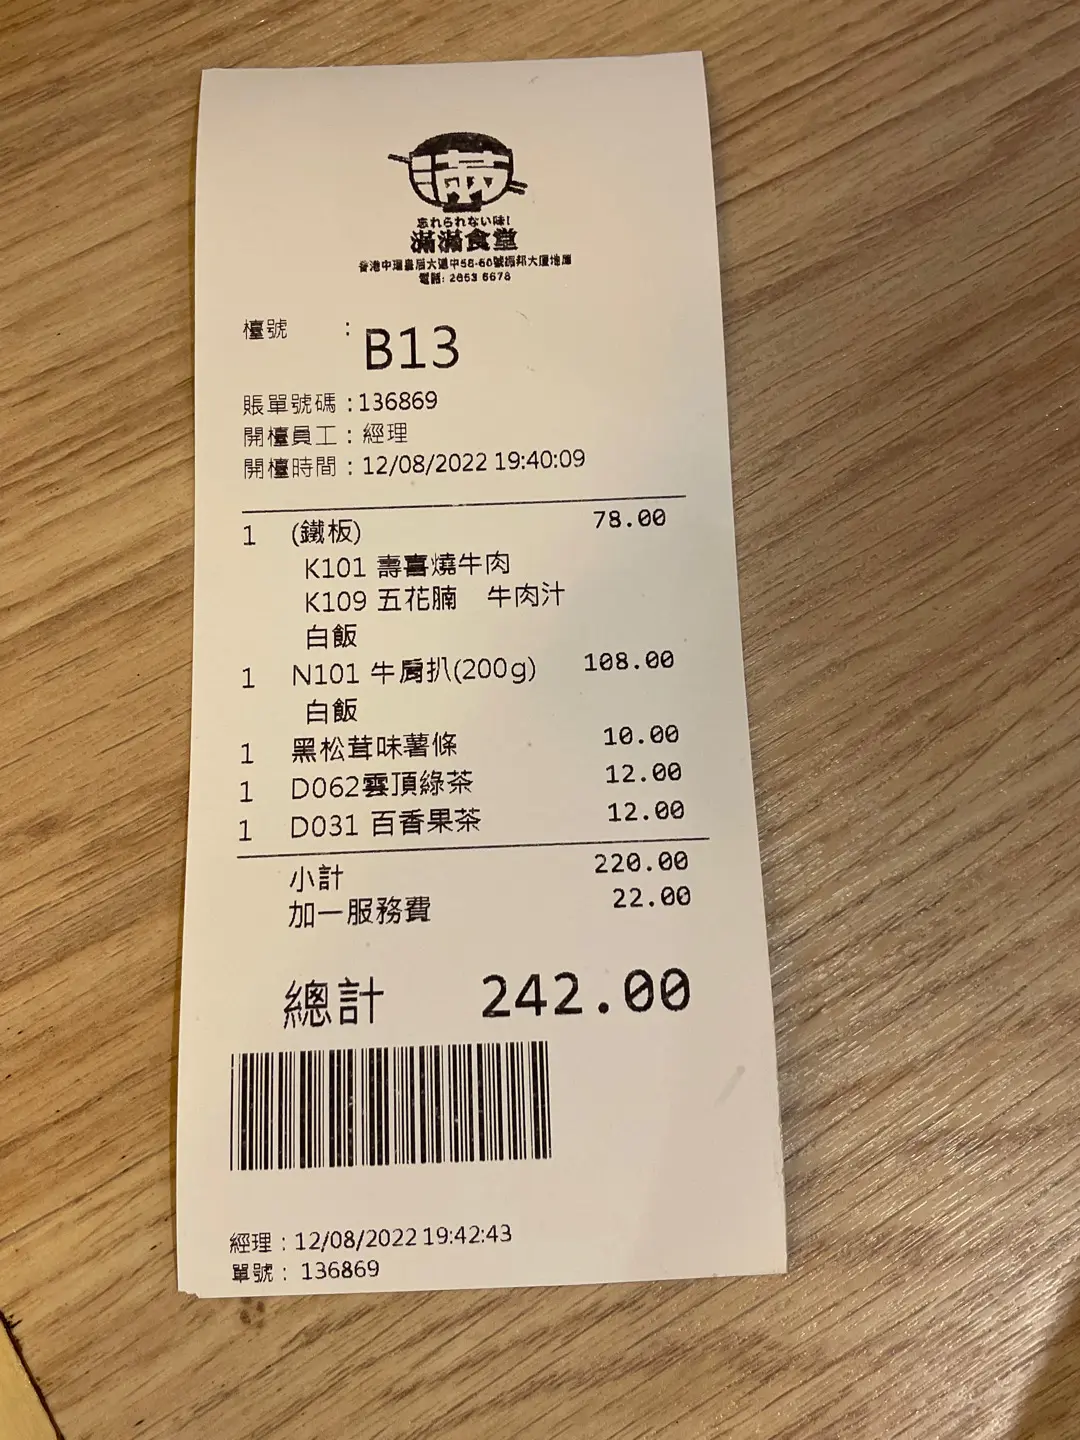 滿
忘れられない味!
滿滿食堂
香港中環皇后大道中56-60號振邦大廈地庫
電話: 2653 6678
檯號 : B13
賬單號碼 :136869
開檯員工 : 經理
開檯時間 : 12/08/2022 19:40:09
1 (鐵板) 78.00
K101 壽喜燒牛肉
K109 五花腩 牛肉汁
白飯
1 N101 牛肩扒(200g) 108.00
白飯
1 黑松茸味薯條 10.00
1 D062雲頂綠茶 12.00
1 D031 百香果茶 12.00
小計 220.00
加一服務費 22.00
總計 242.00
經理 : 12/08/2022 19:42:43
單號 : 136869